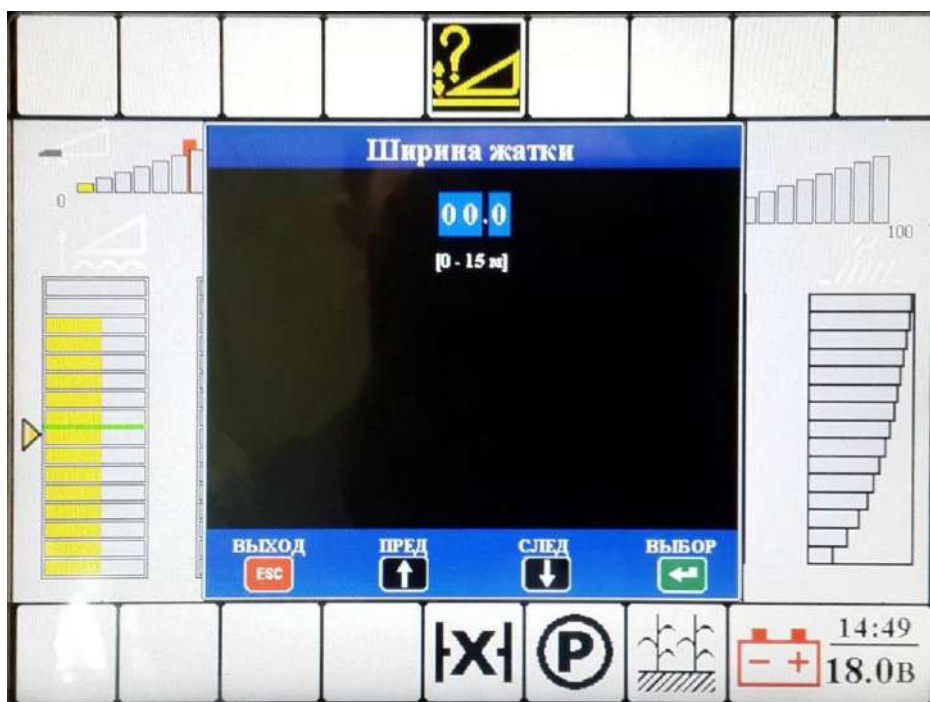 ?
Ширина жатки
00.0
[0 - 15 м]
0
100
ВЫХОД
ПРЕД
СЛЕД
ВЫБОР
ESC
X
P
14:49
- +
18.0В